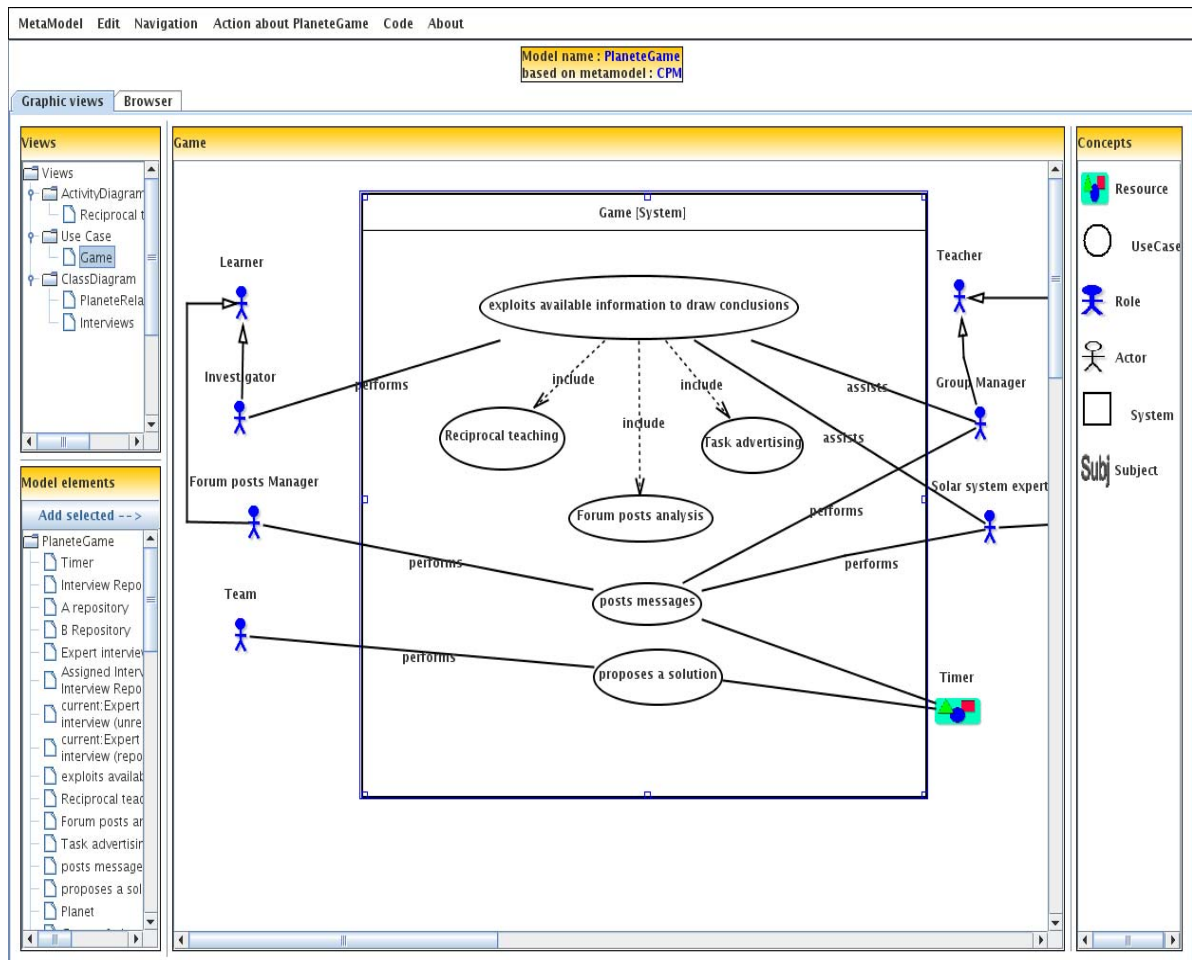 MetaModel Edit Navigation Action about PlaneteGame Code About
Model name : PlaneteGame
based on metamodel : CPM
Graphic views Browser
Views
Views
ActivityDiagram
Reciprocal t
Use Case
Game
ClassDiagram
PlaneteRela
Interviews
Model elements
Add selected -->
PlaneteGame
Timer
Interview Repo
A repository
B Repository
Expert interview
Assigned Interv
Interview Repo
current:Expert
interview (unre
current:Expert
interview (repo
exploits availab
Reciprocal teac
Forum posts an
Task advertisin
posts message
proposes a sol
Planet
Game
Game [System]
Learner
Teacher
exploits available information to draw conclusions
Investigator
performs
include
include
include
assists
Group Manager
Reciprocal teaching
Task advertising
assists
Forum posts Manager
Solar system expert
Forum posts analysis
performs
performs
performs
Team
posts messages
performs
proposes a solution
Timer
Concepts
Resource
UseCase
Role
Actor
System
Subj Subject